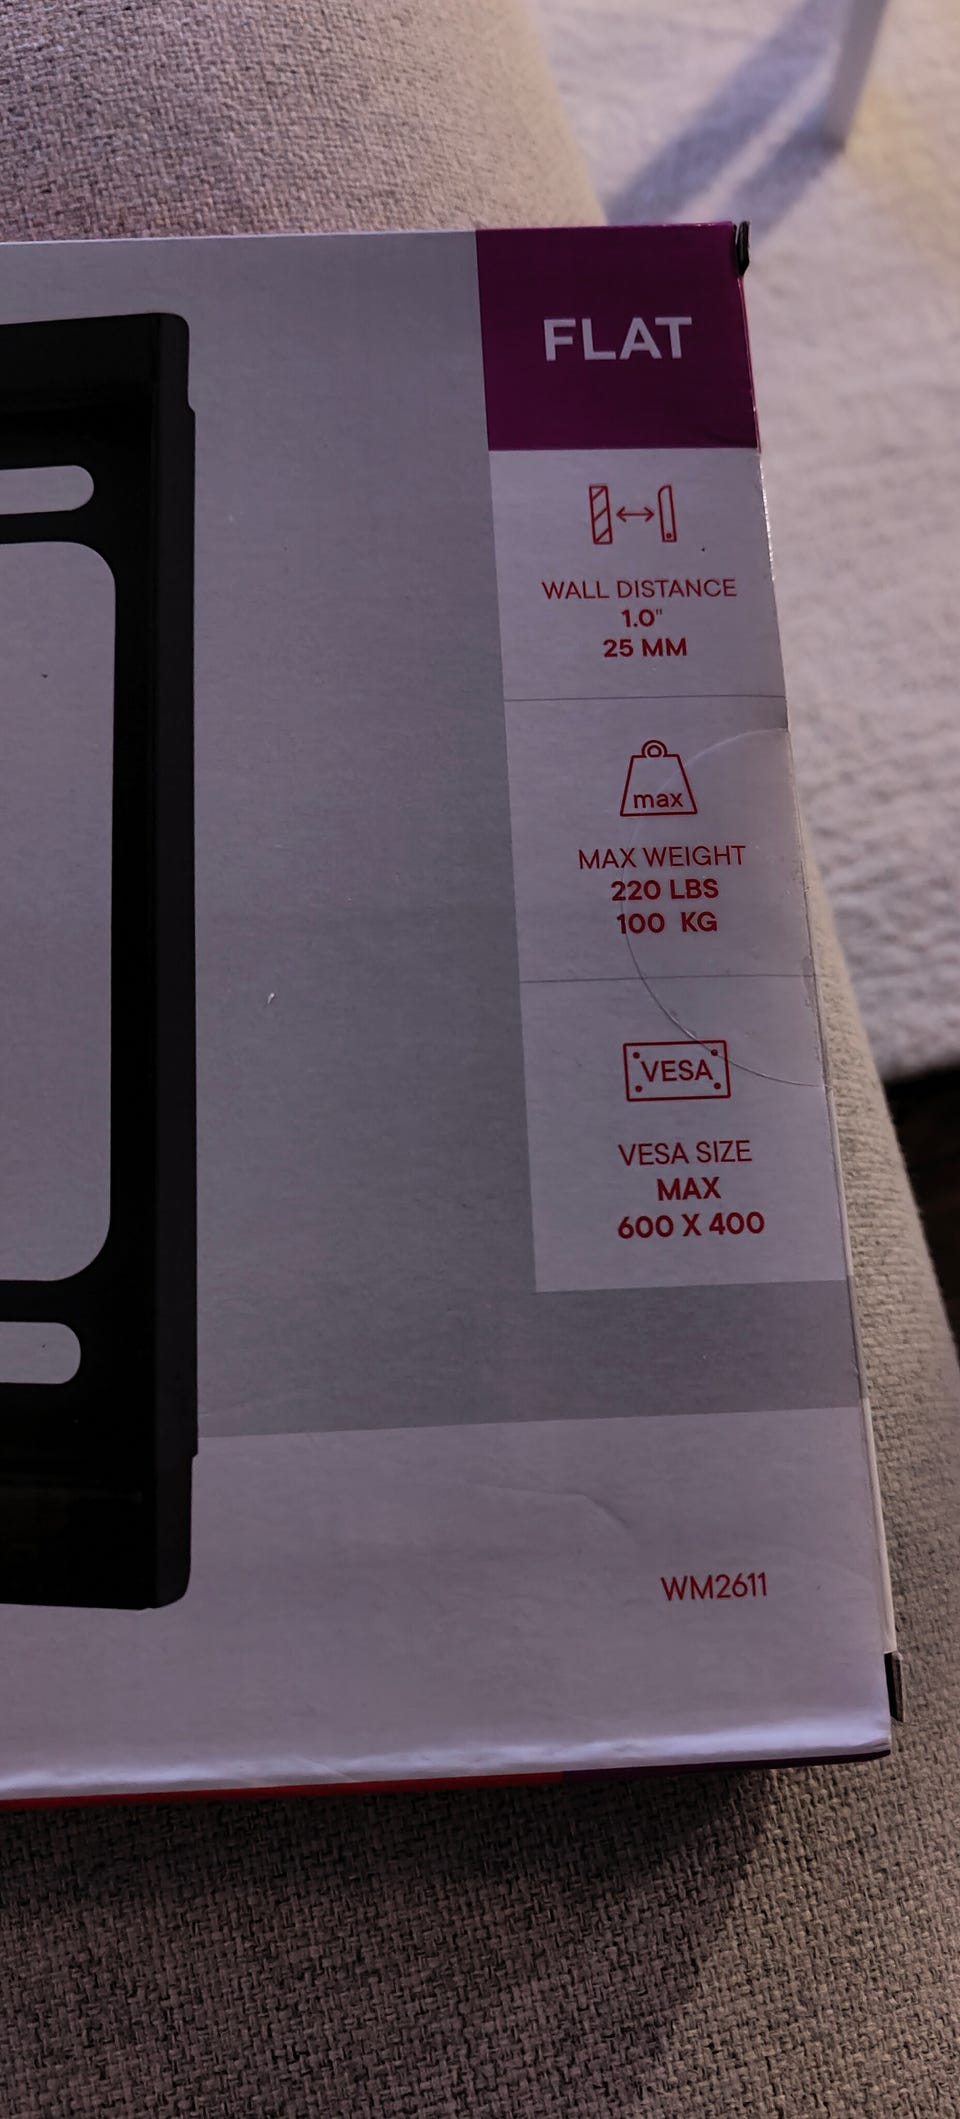 FLAT
WALL DISTANCE
1.0"
25 MM
max
MAX WEIGHT
220 LBS
100 KG
VESA
VESA SIZE
MAX
600 X 400
WM2611